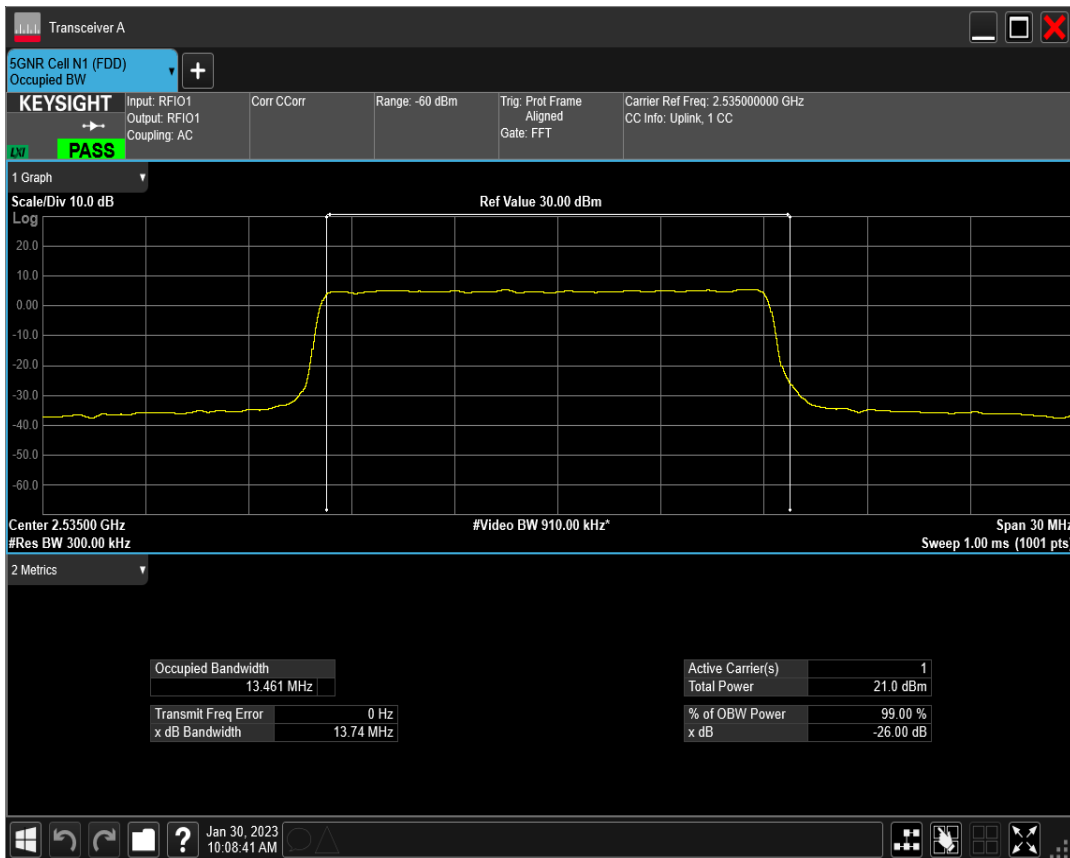 Transceiver A
5GNR Cell N1 (FDD)
Occupied BW
+
KEYSIGHT
LXI
PASS
Input: RFIO1
Output: RFIO1
Coupling: AC
Corr CCorr
Range: -60 dBm
Trig: Prot Frame
Aligned
Gate: FFT
Carrier Ref Freq: 2.535000000 GHz
CC Info: Uplink, 1 CC
1 Graph
Scale/Div 10.0 dB
Ref Value 30.00 dBm
Log
20.0
10.0
0.00
-10.0
-20.0
-30.0
-40.0
-50.0
-60.0
Center 2.53500 GHz
#Video BW 910.00 kHz*
Span 30 MHz
#Res BW 300.00 kHz
Sweep 1.00 ms (1001 pts)
2 Metrics
Occupied Bandwidth
13.461 MHz
Transmit Freq Error 0 Hz
x dB Bandwidth 13.74 MHz
Active Carrier(s) 1
Total Power 21.0 dBm
% of OBW Power 99.00 %
x dB -26.00 dB
?
Jan 30, 2023
10:08:41 AM